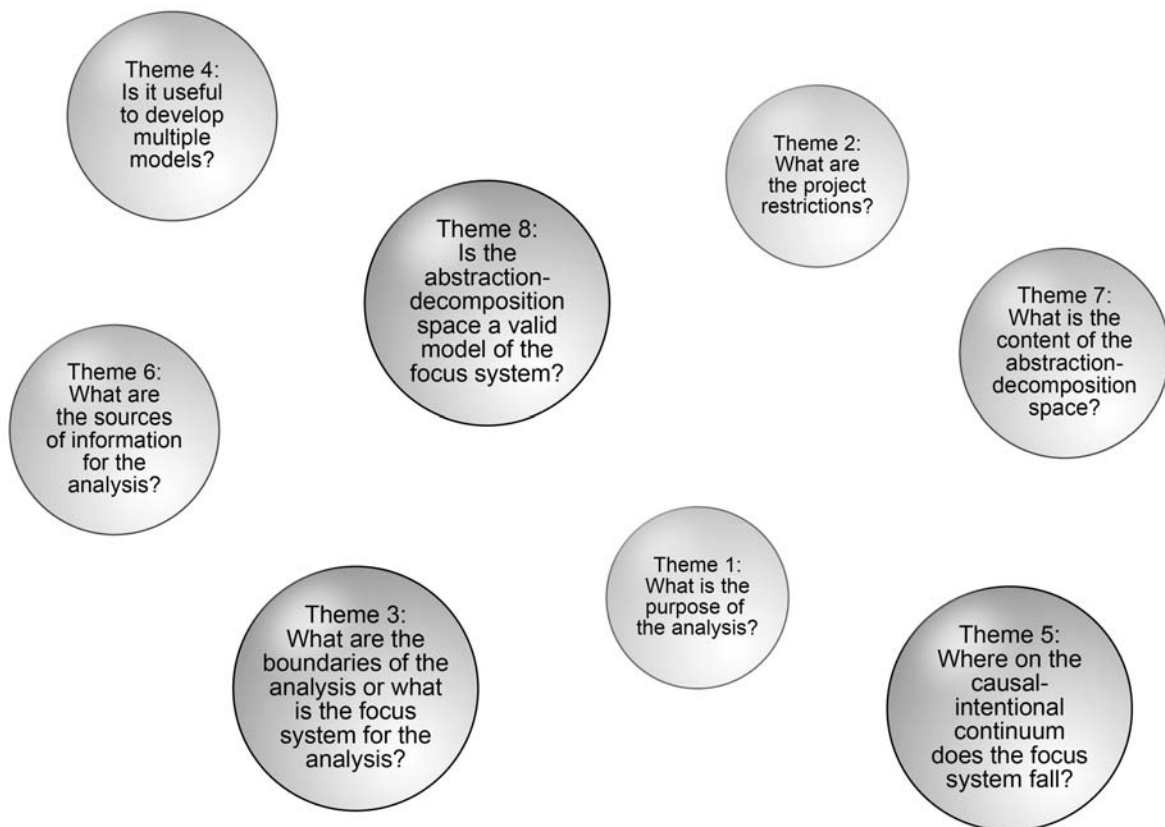 Theme 4:
Is it useful
to develop
multiple
models?
Theme 2:
What are
the project
restrictions?
Theme 8:
Is the
abstraction-
decomposition
space a valid
model of the
focus system?
Theme 7:
What is the
content of the
abstraction-
decomposition
space?
Theme 6:
What are
the sources
of information
for the
analysis?
Theme 1:
What is the
purpose of
the analysis?
Theme 3:
What are the
boundaries of the
analysis or what
is the focus
system for the
analysis?
Theme 5:
Where on the
causal-
intentional
continuum
does the focus
system fall?